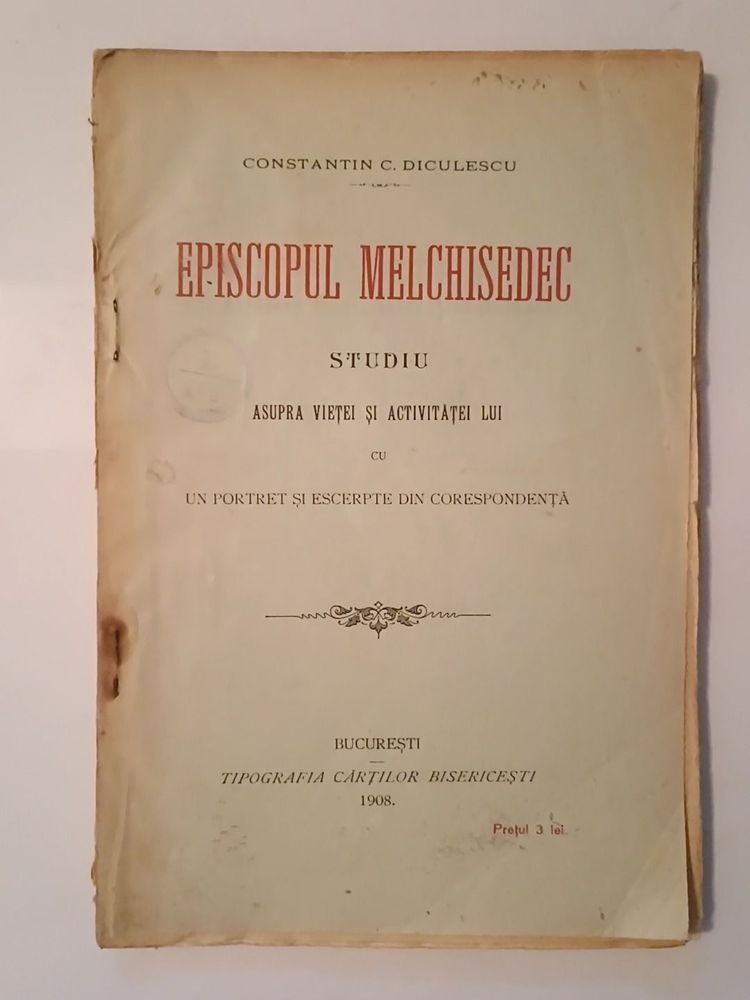 CONSTANTIN C. DICULESCU
EPISCOPUL MELCHISEDEC
STUDIU
ASUPRA VIEȚEI ȘI ACTIVITĂȚEI LUI
CU
UN PORTRET ȘI ESCERPTE DIN CORESPONDENȚĂ
BUCUREȘTI
TIPOGRAFIA CĂRȚILOR BISERICEȘTI
1908.
Prețul 3 lei.